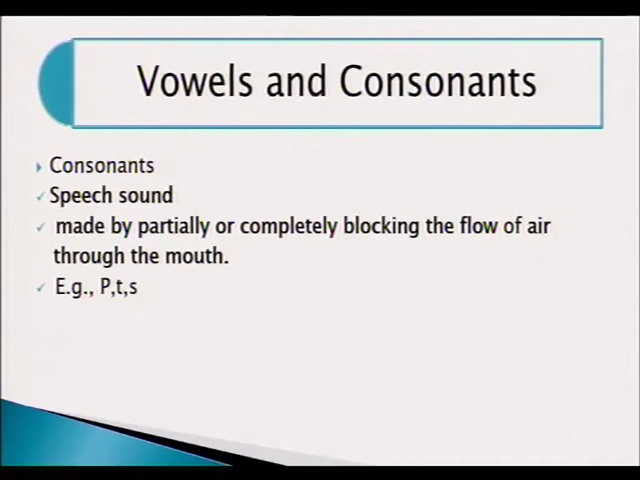 Vowels and Consonants
Consonants
Speech sound
made by partially or completely blocking the flow of air
through the mouth.
E.g., P,t,s